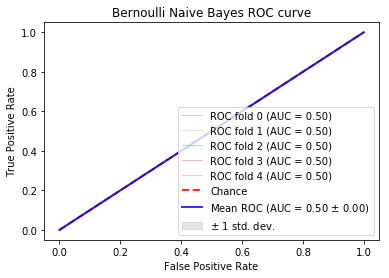 Bernoulli Naive Bayes ROC curve
True Positive Rate
1.0
0.8
0.6
0.4
0.2
0.0
ROC fold 0 (AUC = 0.50)
ROC fold 1 (AUC = 0.50)
ROC fold 2 (AUC = 0.50)
ROC fold 3 (AUC = 0.50)
ROC fold 4 (AUC = 0.50)
Chance
Mean ROC (AUC = 0.50 ± 0.00)
± 1 std. dev.
0.0 0.2 0.4 0.6 0.8 1.0
False Positive Rate